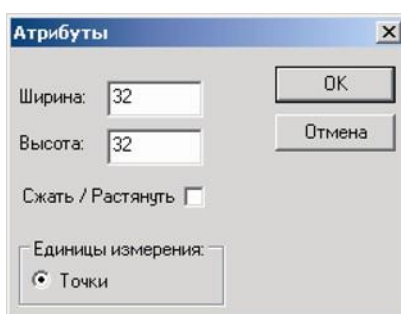 Атрибуты
Ширина: 32
OK
Высота: 32
Отмена
Сжать / Растянуть
Единицы измерения:
Точки